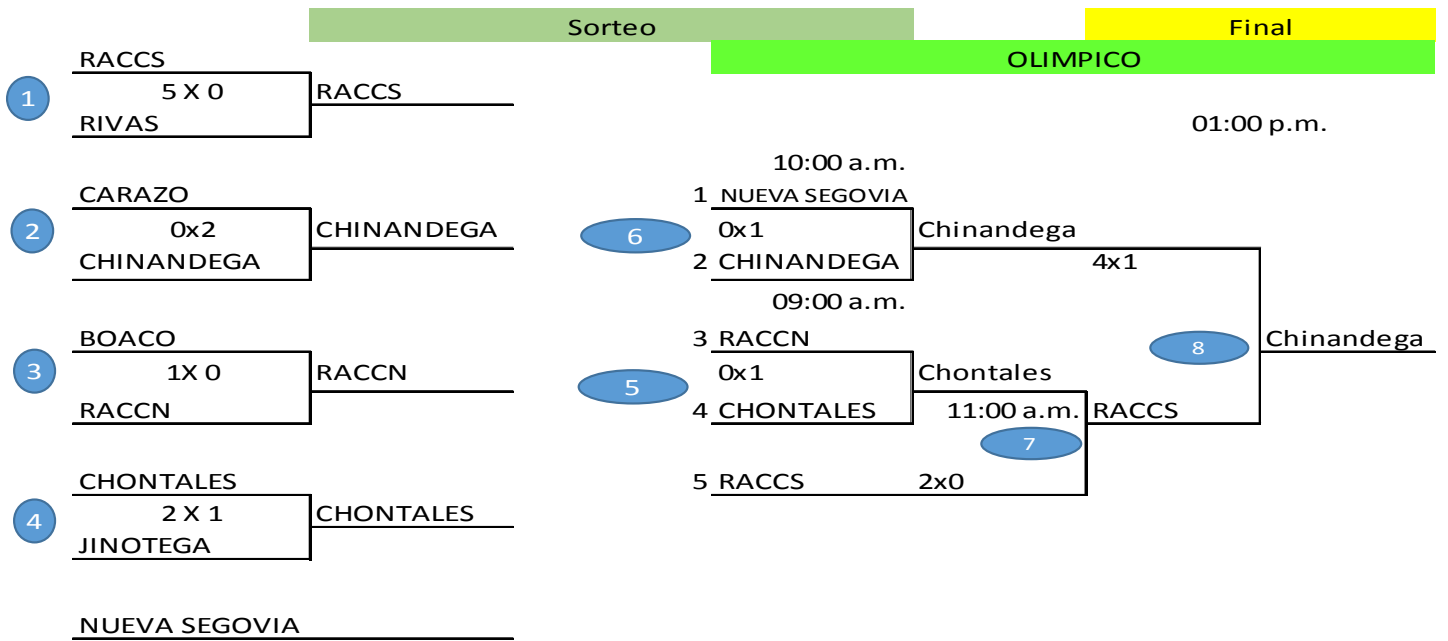 Sorteo
Final
OLIMPICO
RACCS
1
5 X 0
RACCS
RIVAS
01:00 p.m.
10:00 a.m.
CARAZO
1 NUEVA SEGOVIA
2
0x2
CHINANDEGA
6
0x1
Chinandega
CHINANDEGA
2 CHINANDEGA
4x1
09:00 a.m.
BOACO
3 RACCN
8
Chinandega
3
1X 0
RACCN
5
0x1
Chontales
RACCN
4 CHONTALES
11:00 a.m.
RACCS
7
CHONTALES
5 RACCS
2x0
4
2 X 1
CHONTALES
JINOTEGA
NUEVA SEGOVIA